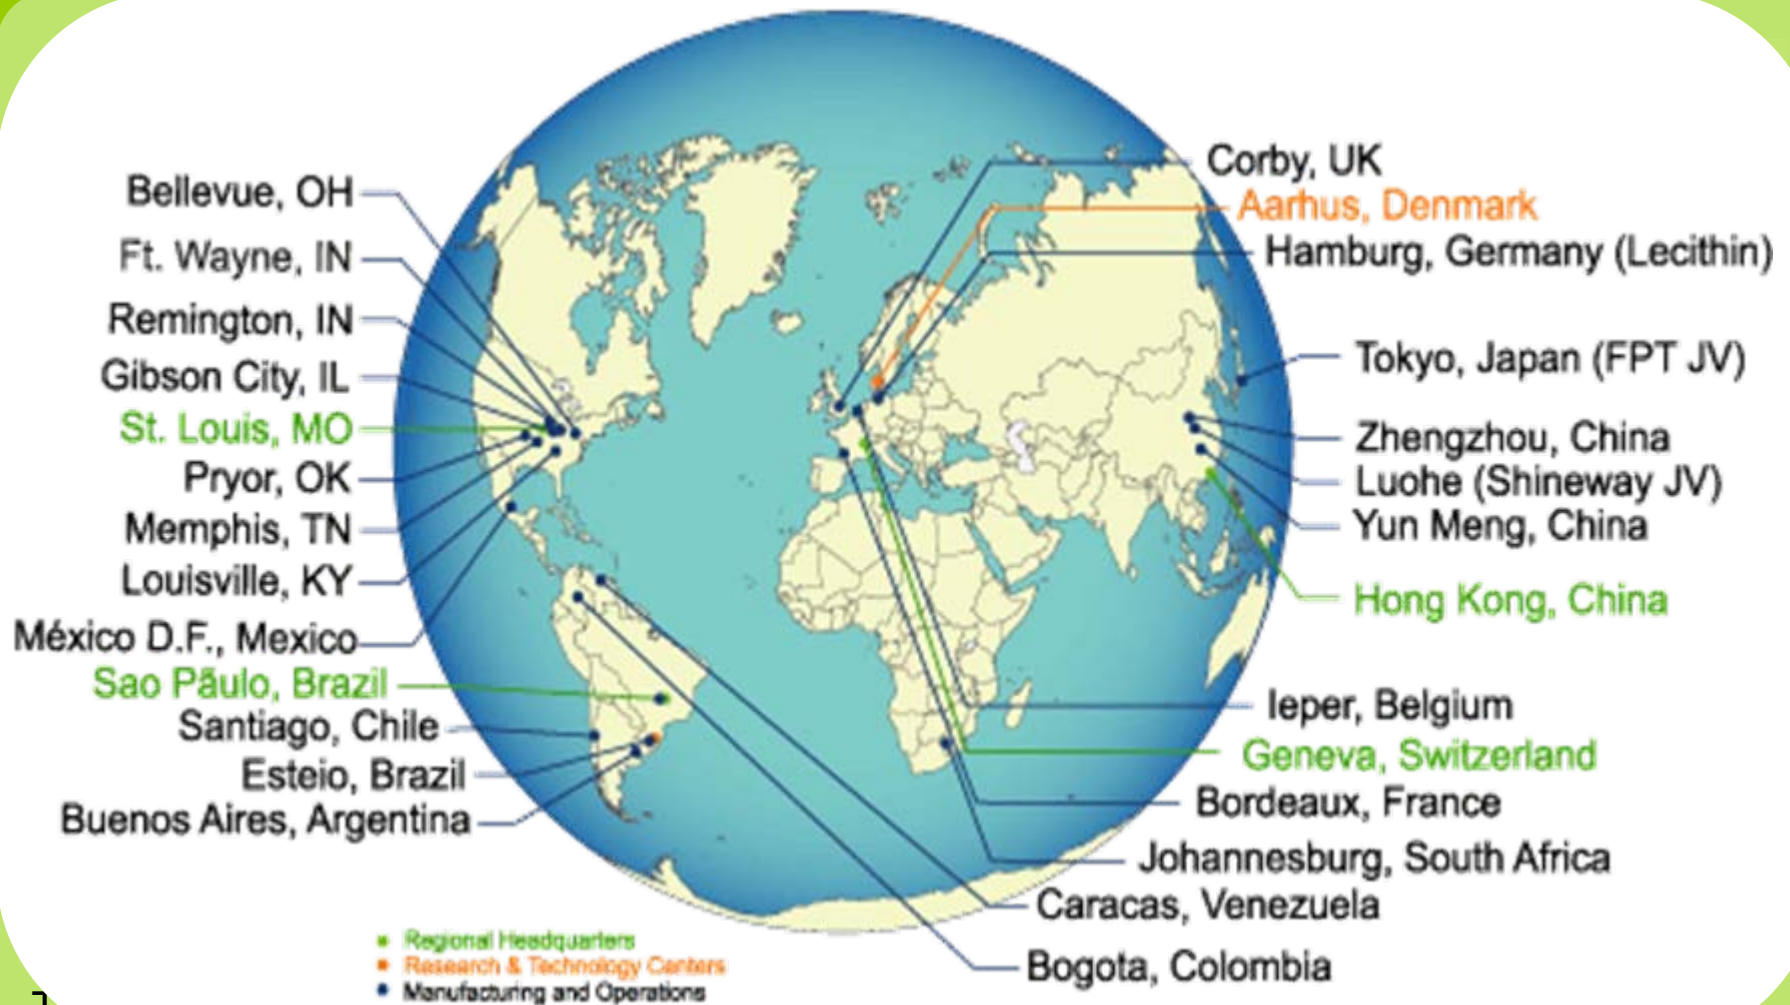 Bellevue, OH
Ft. Wayne, IN
Remington, IN
Gibson City, IL
St. Louis, MO
Pryor, OK
Memphis, TN
Louisville, KY
México D.F., Mexico
Sao Pãulo, Brazil
Santiago, Chile
Esteio, Brazil
Buenos Aires, Argentina
Corby, UK
Aarhus, Denmark
Hamburg, Germany (Lecithin)
Tokyo, Japan (FPT JV)
Zhengzhou, China
Luohe (Shineway JV)
Yun Meng, China
Hong Kong, China
Ieper, Belgium
Geneva, Switzerland
Bordeaux, France
Johannesburg, South Africa
Caracas, Venezuela
Bogota, Colombia
Regional Headquarters
Research & Technology Centers
Manufacturing and Operations